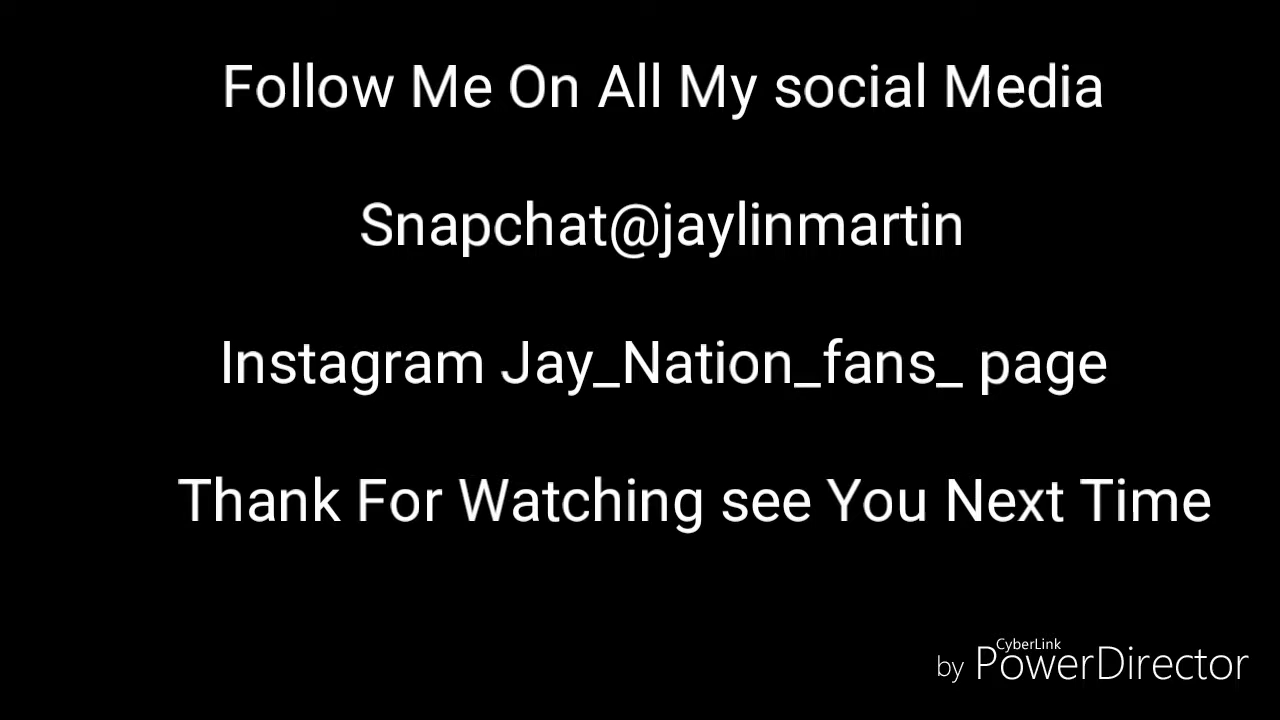 Follow Me On All My social Media
Snapchat@jaylinmartin
Instagram Jay_Nation_fans_ page
Thank For Watching see You Next Time
CyberLink
by PowerDirector